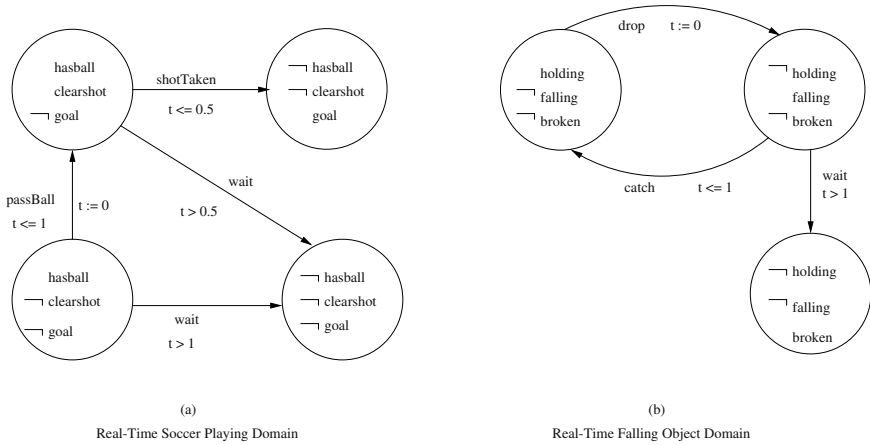 hasball
clearshot
¬ goal
shotTaken
t <= 0.5
¬ hasball
¬ clearshot
goal
wait
t > 0.5
passBall
t <= 1
t := 0
hasball
¬ clearshot
¬ goal
wait
t > 1
¬ hasball
¬ clearshot
¬ goal
(a)
Real-Time Soccer Playing Domain
drop t := 0
holding
¬ falling
¬ broken
¬ holding
falling
¬ broken
catch t <= 1
wait
t > 1
¬ holding
¬ falling
broken
(b)
Real-Time Falling Object Domain